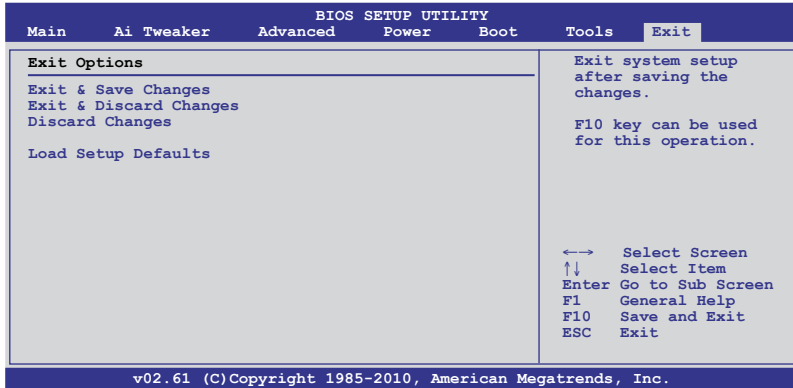 BIOS SETUP UTILITY
Main Ai Tweaker Advanced Power Boot Tools Exit
Exit Options
Exit & Save Changes
Exit & Discard Changes
Discard Changes
Load Setup Defaults
Exit system setup
after saving the
changes.
F10 key can be used
for this operation.
←→ Select Screen
↑↓ Select Item
Enter Go to Sub Screen
F1 General Help
F10 Save and Exit
ESC Exit
v02.61 (C)Copyright 1985-2010, American Megatrends, Inc.